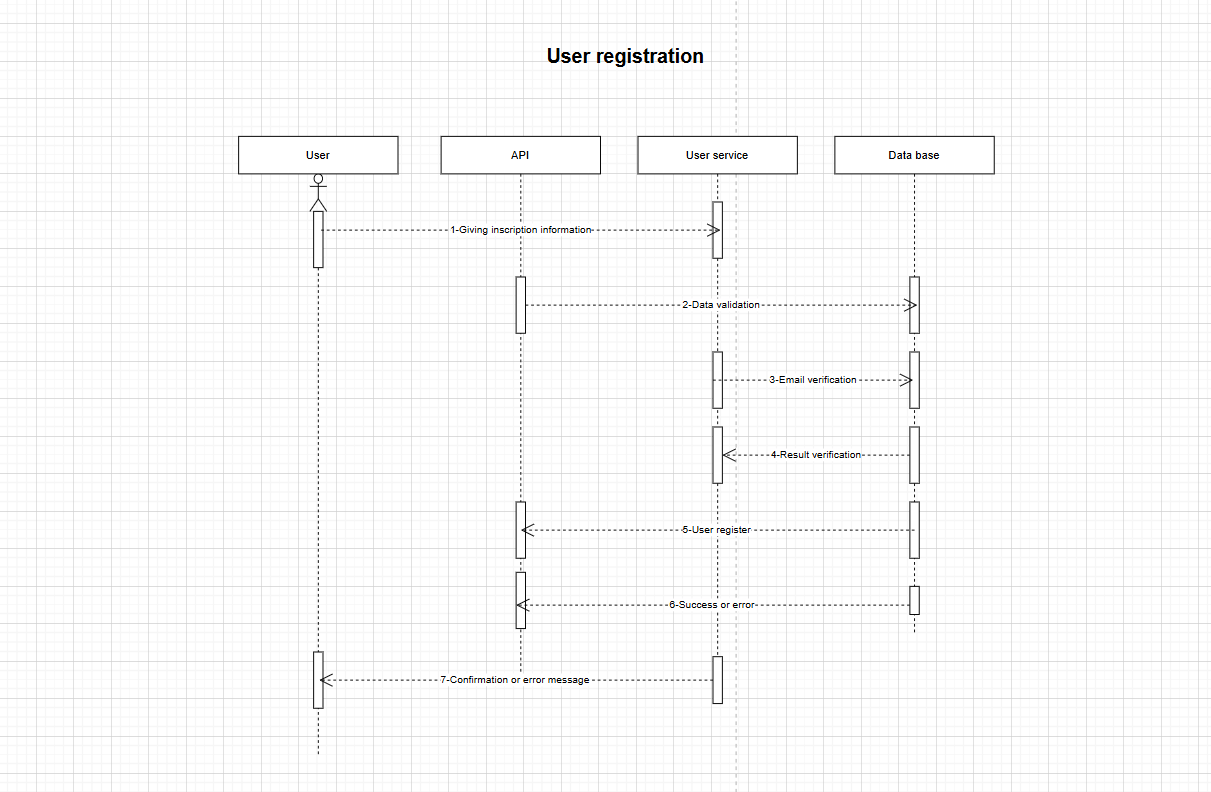 User registration
User
API
User service
Data base
1-Giving inscription information
2-Data validation
3-Email verification
4-Result verification
5-User register
6-Success or error
7-Confirmation or error message